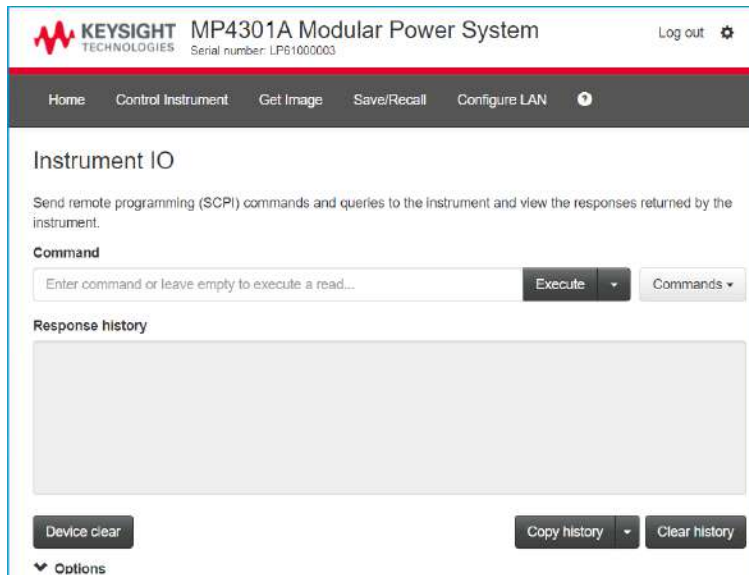 KEYSIGHT TECHNOLOGIES
MP4301A Modular Power System
Serial number: LP61000003
Log out
Home Control Instrument Get Image Save/Recall Configure LAN ?
Instrument IO
Send remote programming (SCPI) commands and queries to the instrument and view the responses returned by the
instrument.
Command
Enter command or leave empty to execute a read...
Execute
Commands
Response history
Device clear
Copy history
Clear history
Options